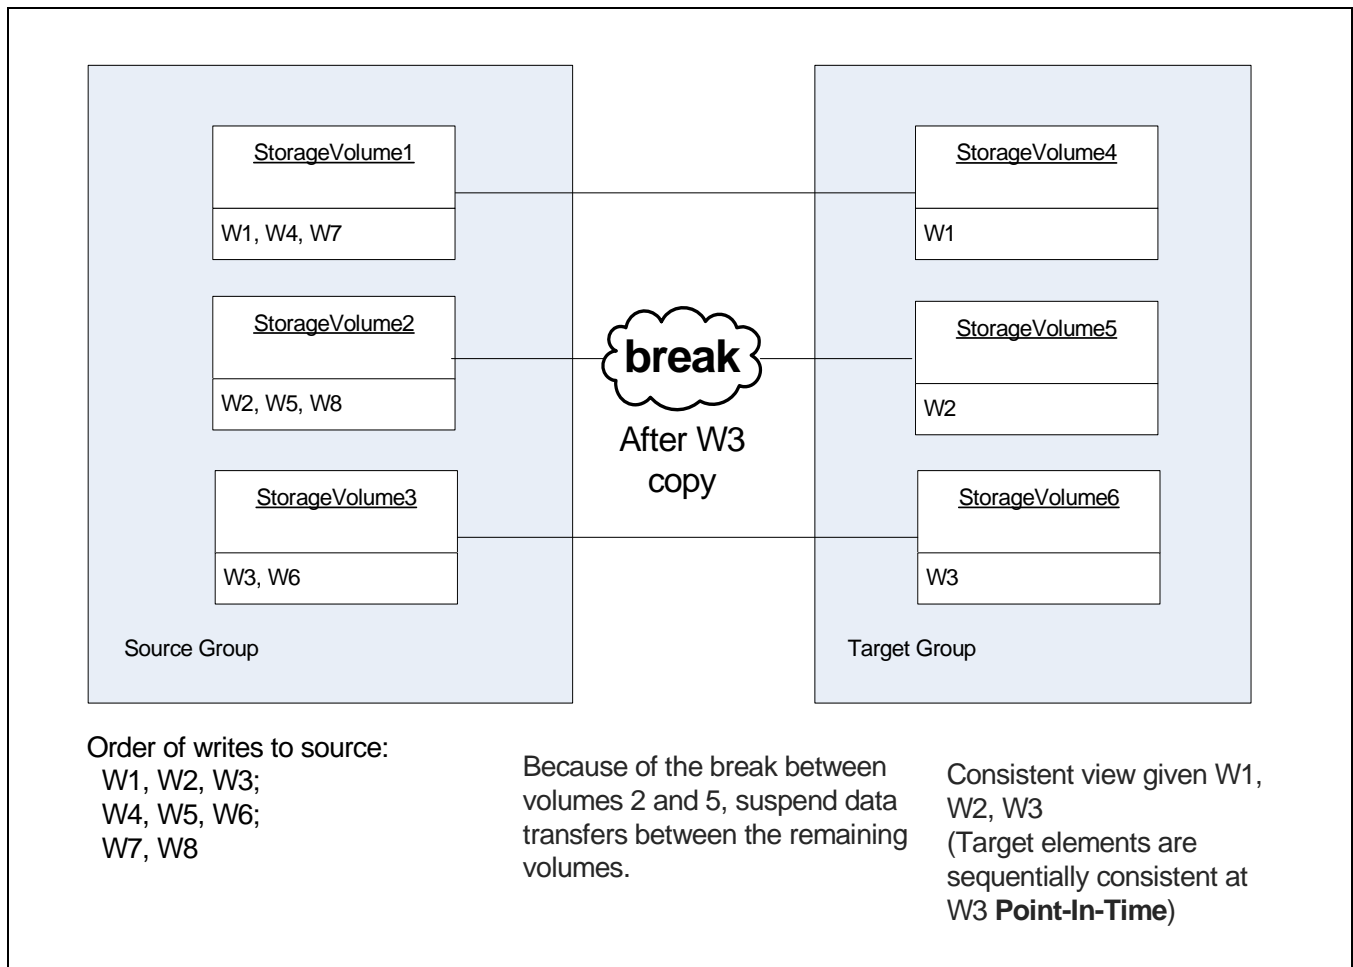 StorageVolume1
W1, W4, W7
StorageVolume2
W2, W5, W8
StorageVolume3
W3, W6
Source Group
break
After W3
copy
StorageVolume4
W1
StorageVolume5
W2
StorageVolume6
W3
Target Group
Order of writes to source:
W1, W2, W3;
W4, W5, W6;
W7, W8
Because of the break between
volumes 2 and 5, suspend data
transfers between the remaining
volumes.
Consistent view given W1,
W2, W3
(Target elements are
sequentially consistent at
W3 Point-In-Time)